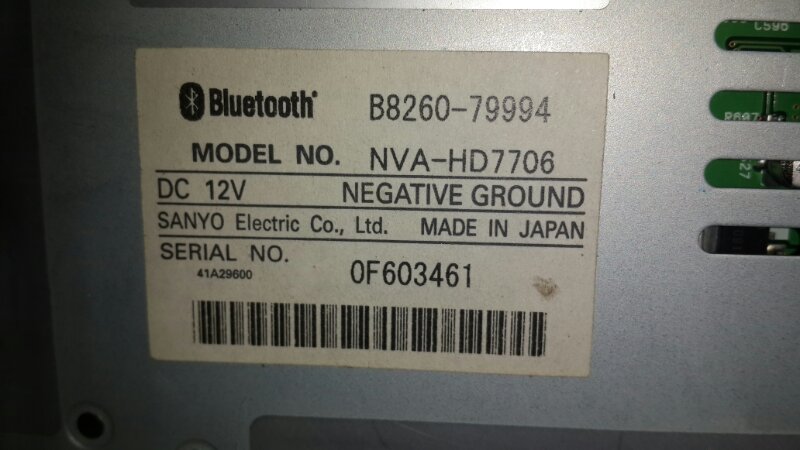 Bluetooth® B8260-79994
MODEL NO. NVA-HD7706
DC 12V NEGATIVE GROUND
SANYO Electric Co., Ltd. MADE IN JAPAN
SERIAL NO.
41A29600 0F603461
C596